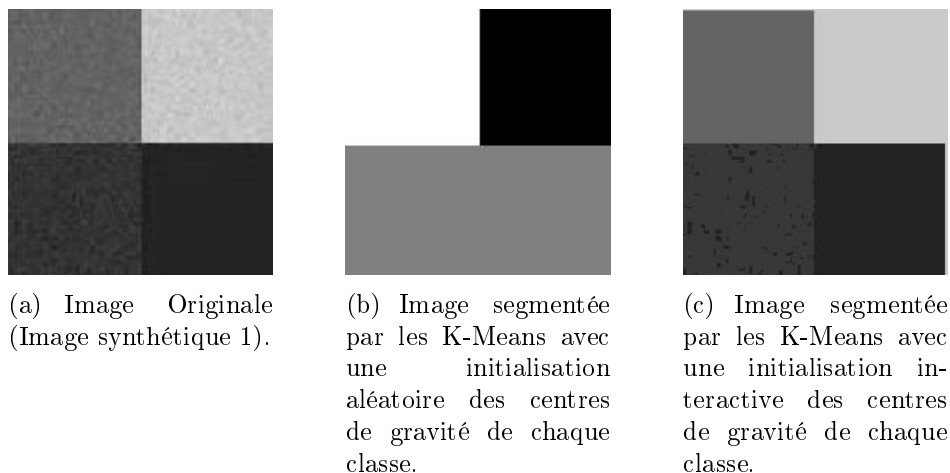 (a) Image Originale
(Image synthétique 1).
(b) Image segmentée
par les K-Means avec
une initialisation
aléatoire des centres
de gravité de chaque
classe.
(c) Image segmentée
par les K-Means avec
une initialisation in-
teractive des centres
de gravité de chaque
classe.